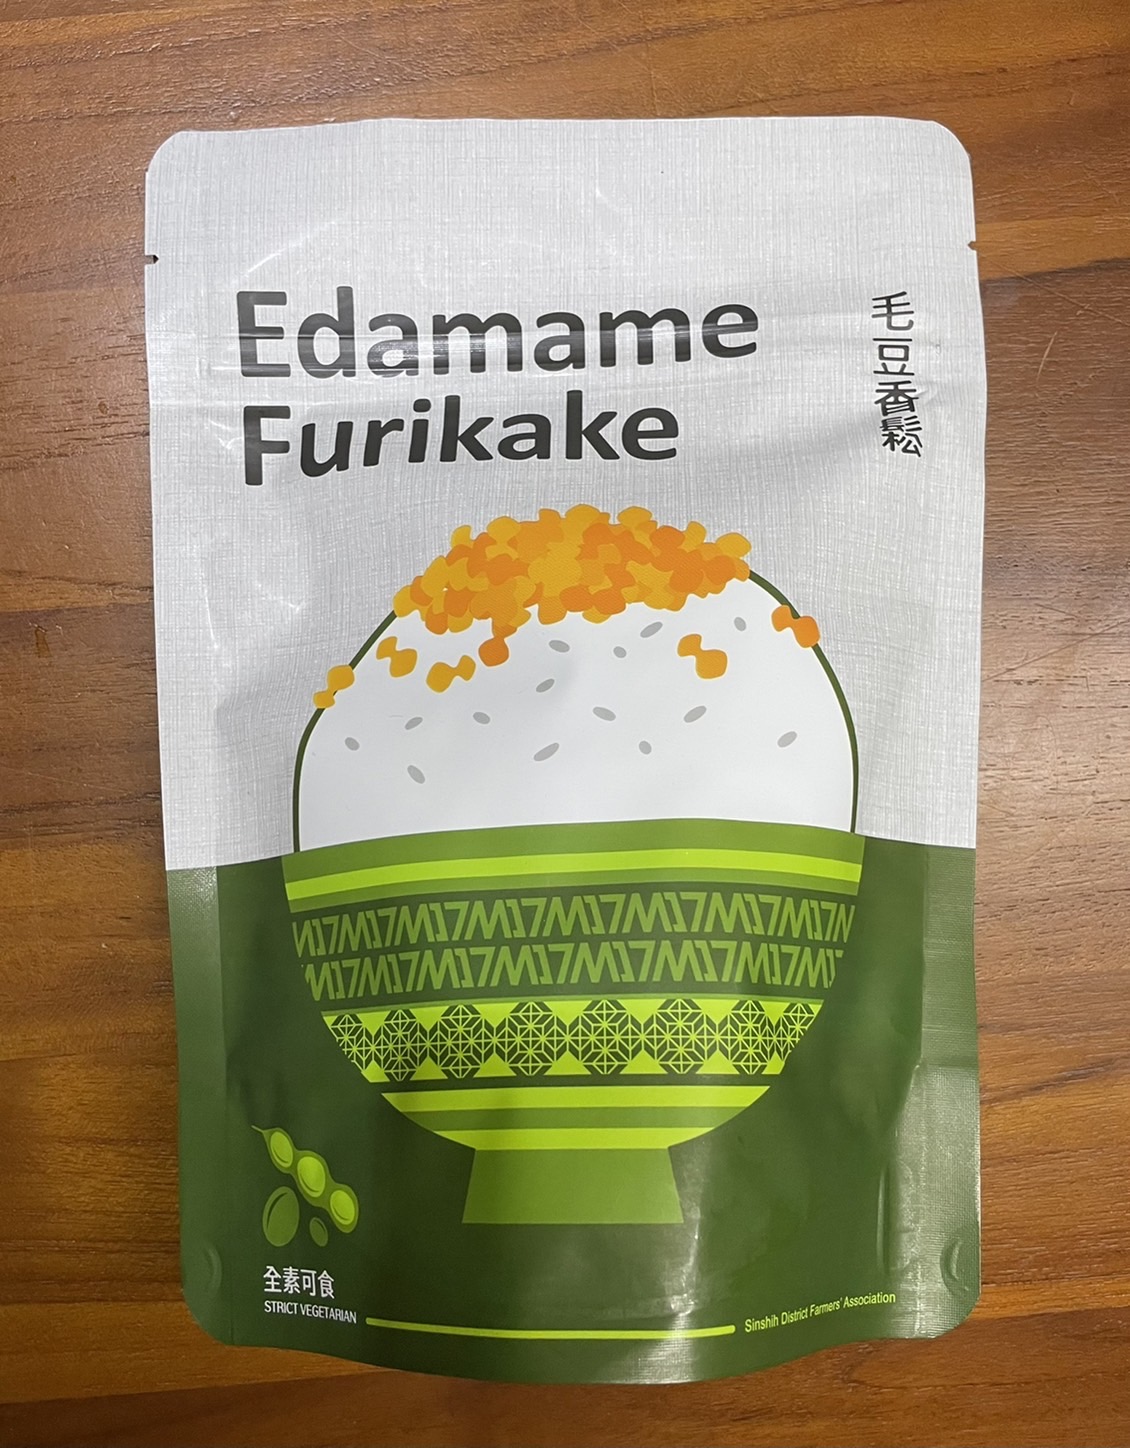 Edamame
Furikake
毛豆香鬆
全素可食
STRICT VEGETARIAN
Sinshih District Farmers' Association